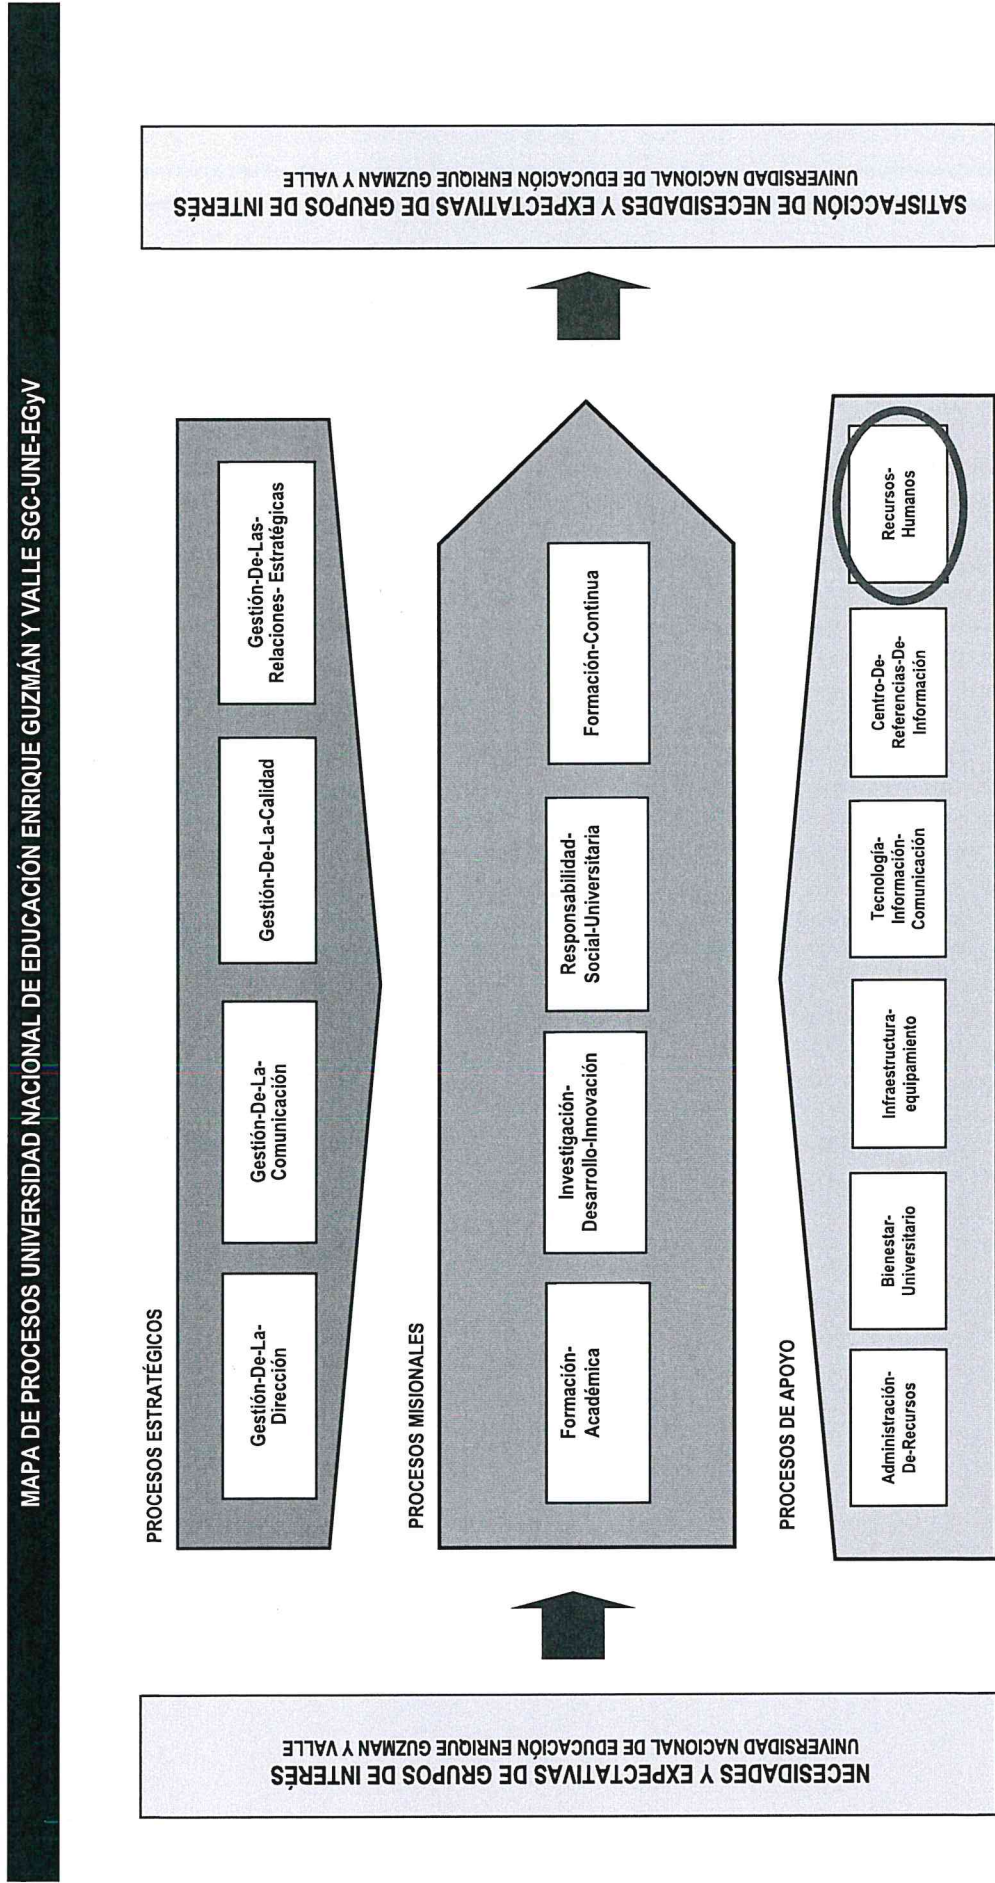 MAPA DE PROCESOS UNIVERSIDAD NACIONAL DE EDUCACIÓN ENRIQUE GUZMÁN Y VALLE SGC-UNE-EGyV
NECESIDADES Y EXPECTATIVAS DE GRUPOS DE INTERÉS
UNIVERSIDAD NACIONAL DE EDUCACIÓN ENRIQUE GUZMAN Y VALLE
PROCESOS ESTRATÉGICOS
Gestión-De-La-
Dirección
Gestión-De-La-
Comunicación
Gestión-De-La-Calidad
Gestión-De-Las-
Relaciones- Estratégicas
PROCESOS MISIONALES
Formación-
Académica
Investigación-
Desarrollo-Innovación
Responsabilidad-
Social-Universitaria
Formación-Continua
PROCESOS DE APOYO
Administración-
De-Recursos
Bienestar-
Universitario
Infraestructura-
equipamiento
Tecnología-
Información-
Comunicación
Centro-De-
Referencias-De-
Información
Recursos-
Humanos
SATISFACCIÓN DE NECESIDADES Y EXPECTATIVAS DE GRUPOS DE INTERÉS
UNIVERSIDAD NACIONAL DE EDUCACIÓN ENRIQUE GUZMAN Y VALLE